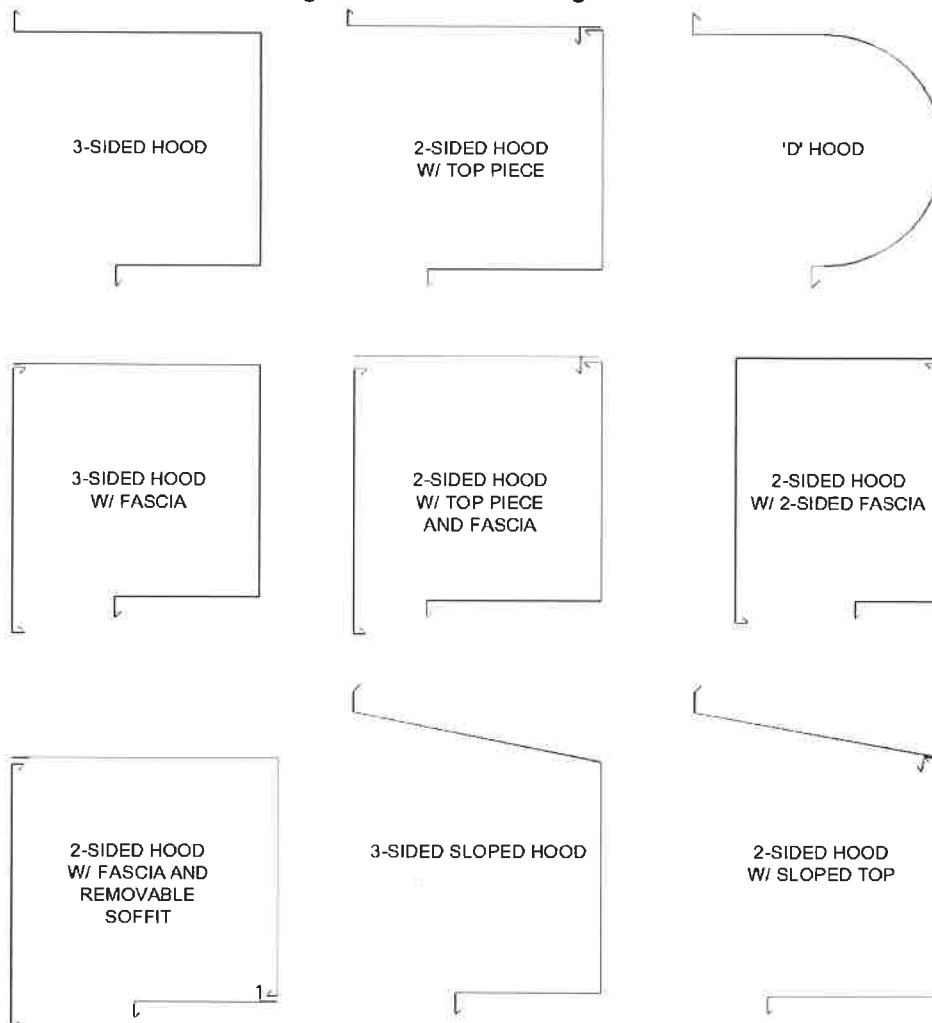 3-SIDED HOOD
2-SIDED HOOD
W/ TOP PIECE
'D' HOOD
3-SIDED HOOD
W/ FASCIA
2-SIDED HOOD
W/ TOP PIECE
AND FASCIA
2-SIDED HOOD
W/ 2-SIDED FASCIA
2-SIDED HOOD
W/ FASCIA AND
REMOVABLE
SOFFIT
3-SIDED SLOPED HOOD
2-SIDED HOOD
W/ SLOPED TOP